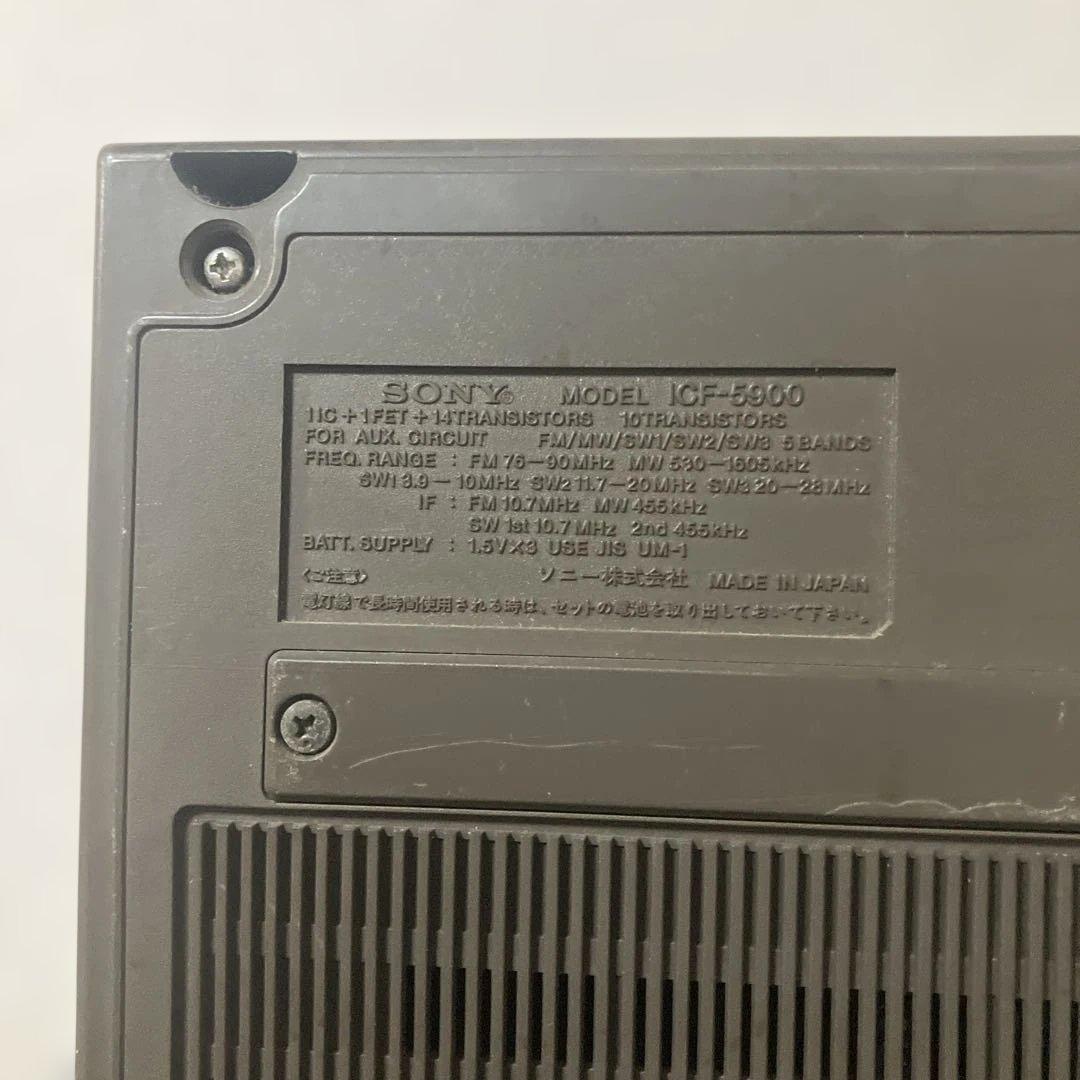 SONY® MODEL ICF-5900
1IC+1FET+14TRANSISTORS 10TRANSISTORS
FOR AUX. CIRCUIT FM/MW/SW1/SW2/SW3 5BANDS
FREQ. RANGE : FM 76-90MHz MW 530-1605kHz
SW1 3.9-10MHz SW2 11.7-20MHz SW3 20-28MHz
IF : FM 10.7MHz MW 455kHz
SW 1st 10.7MHz 2nd 455kHz
BATT. SUPPLY : 1.5V×3 USE JIS UM-1
〈ご注意〉 ソニー株式会社 MADE IN JAPAN
電灯線で長時間使用される時は、セットの電池を取り出しておいて下さい。